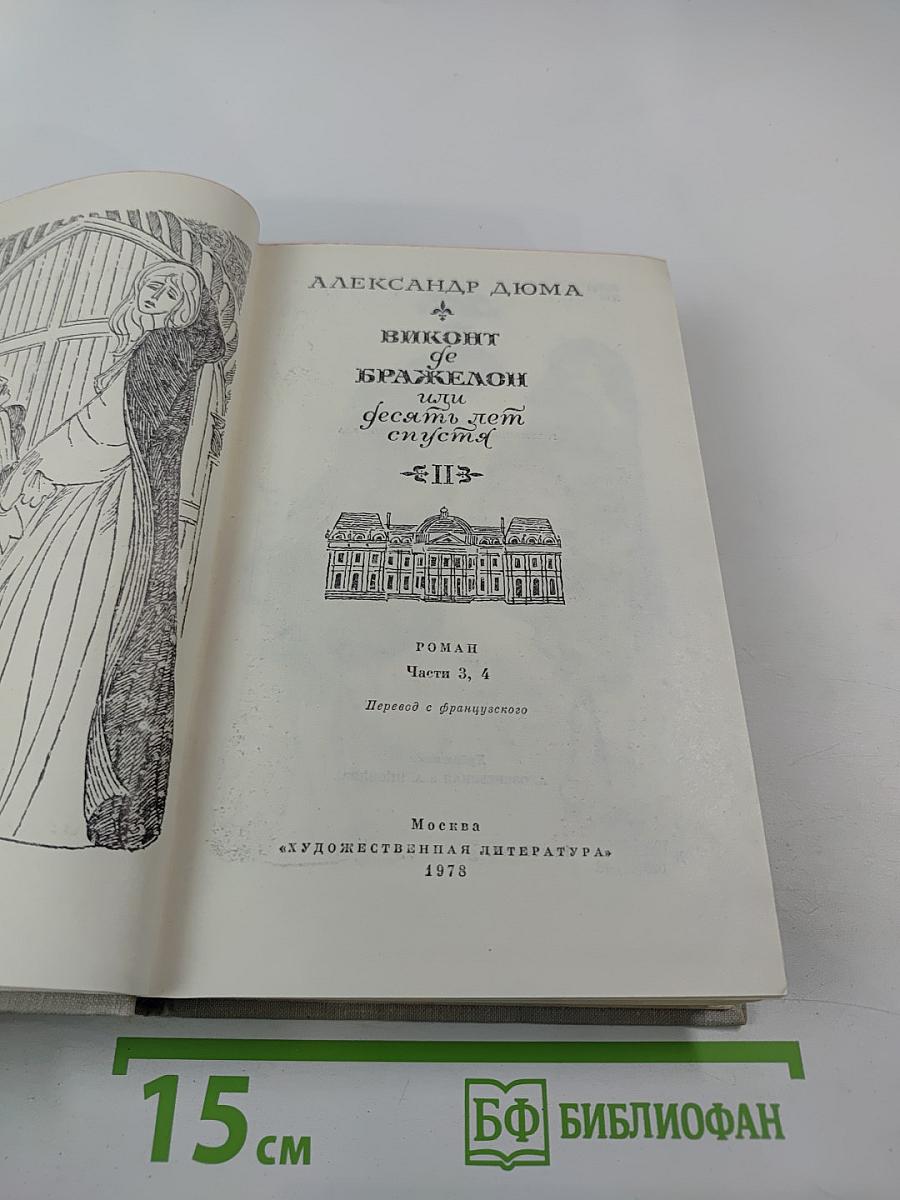 АЛЕКСАНДР ДЮМА
ВИКОНТ
де
БРАЖЕЛОН
или
десять лет
спустя
II
РОМАН
Части 3, 4
Перевод с французского
Москва
«ХУДОЖЕСТВЕННАЯ ЛИТЕРАТУРА»
1978
15 см
БФ БИБЛИОФАН